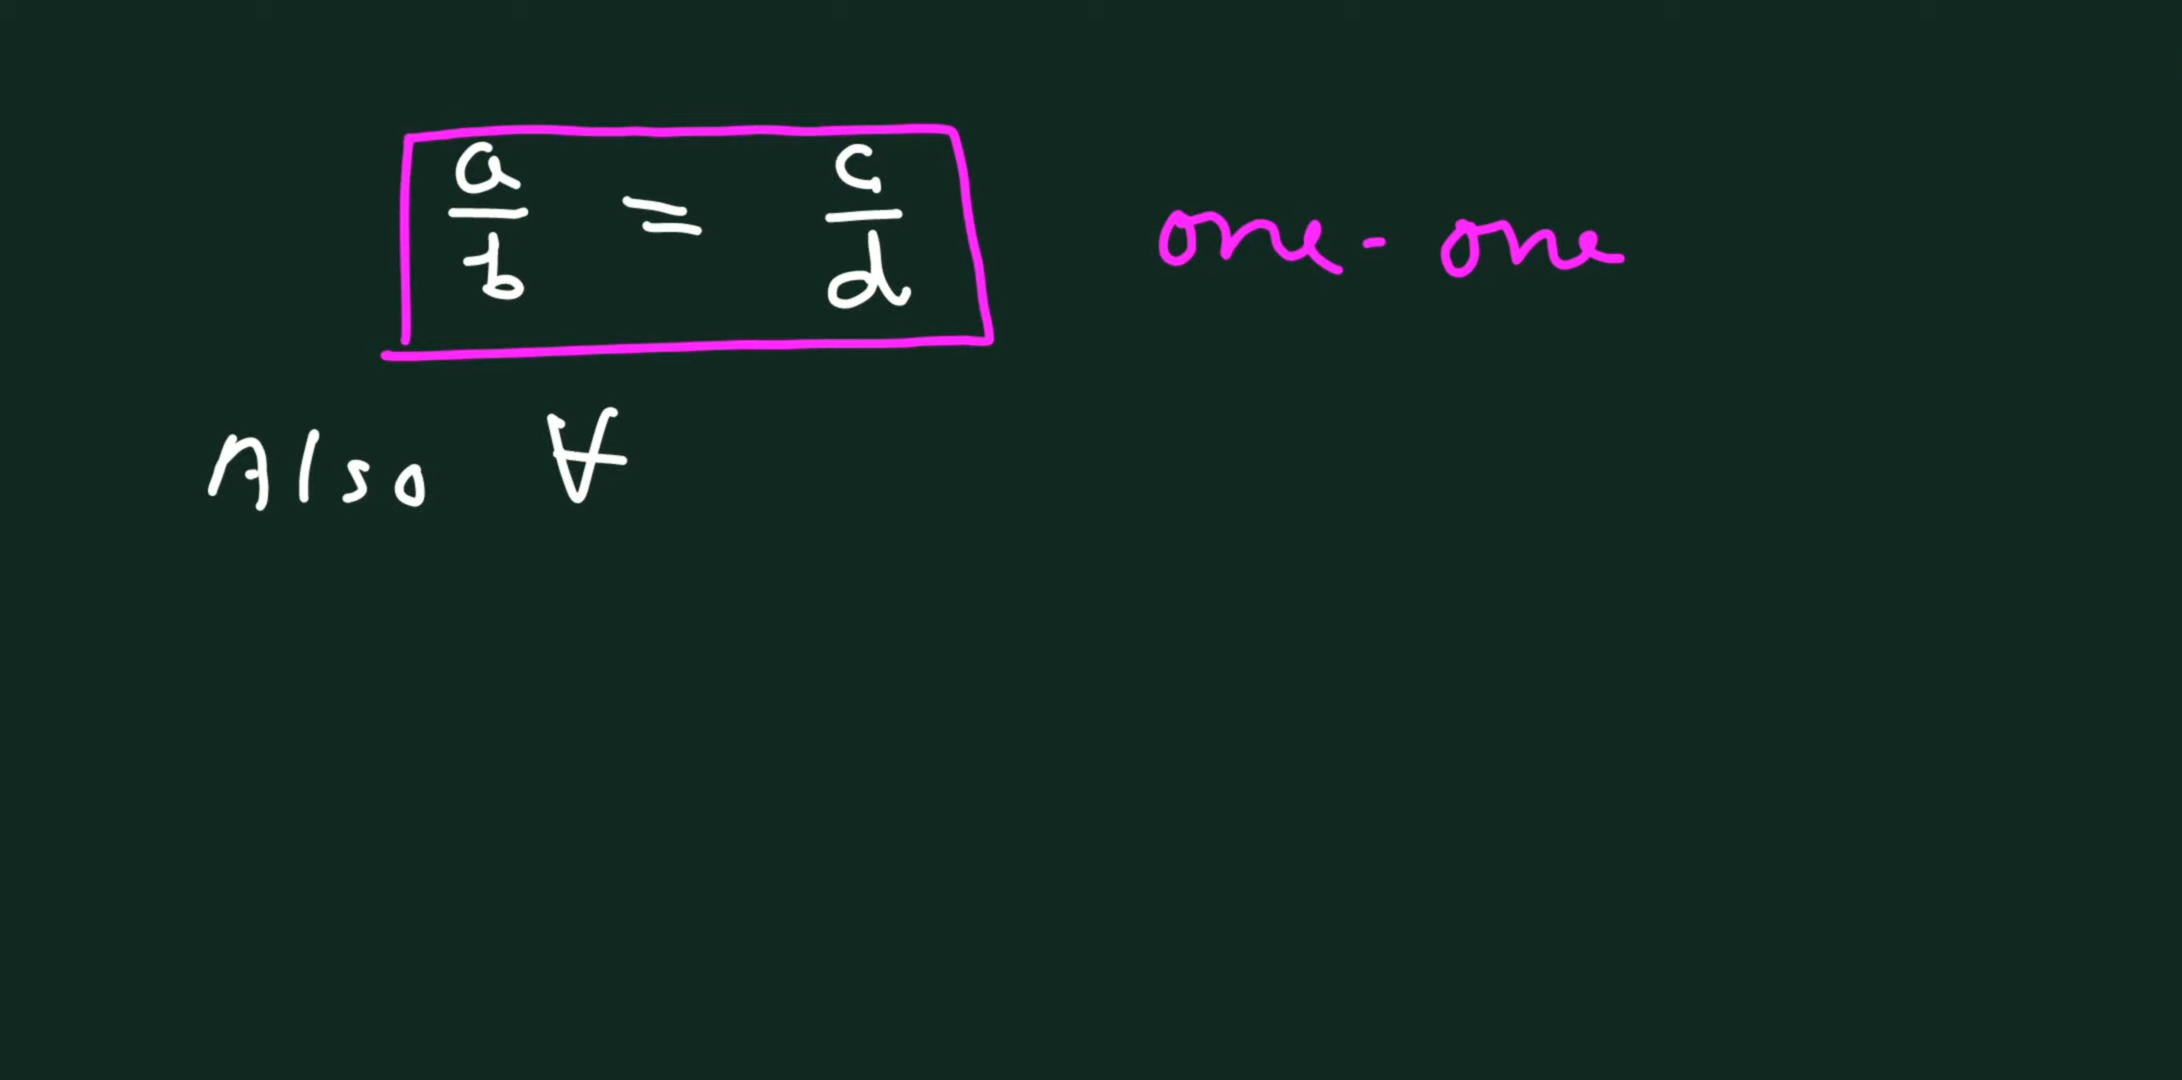 a/b = c/d one-one
Also ∀